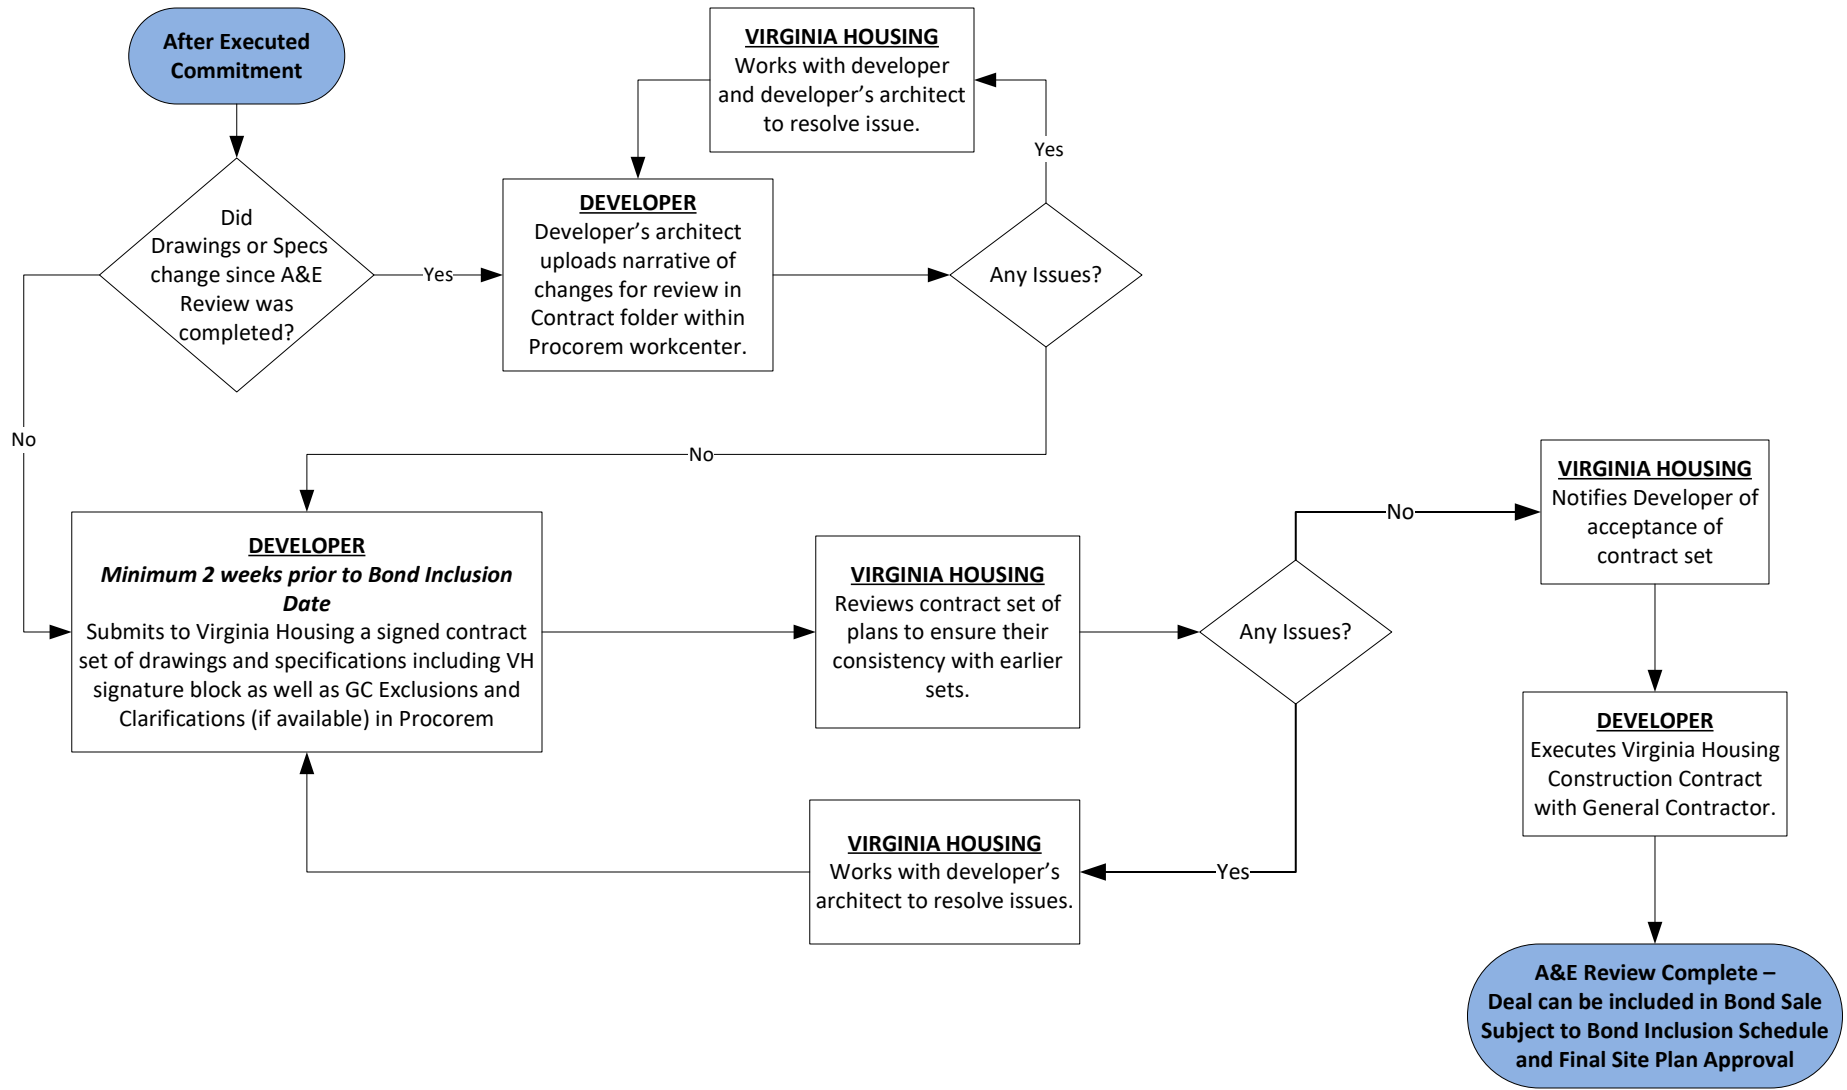 After Executed
Commitment
VIRGINIA HOUSING
Works with developer
and developer’s architect
to resolve issue.
Yes
Did
Drawings or Specs
change since A&E
Review was
completed?
Yes
DEVELOPER
Developer’s architect
uploads narrative of
changes for review in
Contract folder within
Procorem workcenter.
Any Issues?
No
No
DEVELOPER
Minimum 2 weeks prior to Bond Inclusion
Date
Submits to Virginia Housing a signed contract
set of drawings and specifications including VH
signature block as well as GC Exclusions and
Clarifications (if available) in Procorem
VIRGINIA HOUSING
Reviews contract set of
plans to ensure their
consistency with earlier
sets.
Any Issues?
No
VIRGINIA HOUSING
Notifies Developer of
acceptance of
contract set
DEVELOPER
Executes Virginia Housing
Construction Contract
with General Contractor.
VIRGINIA HOUSING
Works with developer’s
architect to resolve issues.
Yes
A&E Review Complete –
Deal can be included in Bond Sale
Subject to Bond Inclusion Schedule
and Final Site Plan Approval